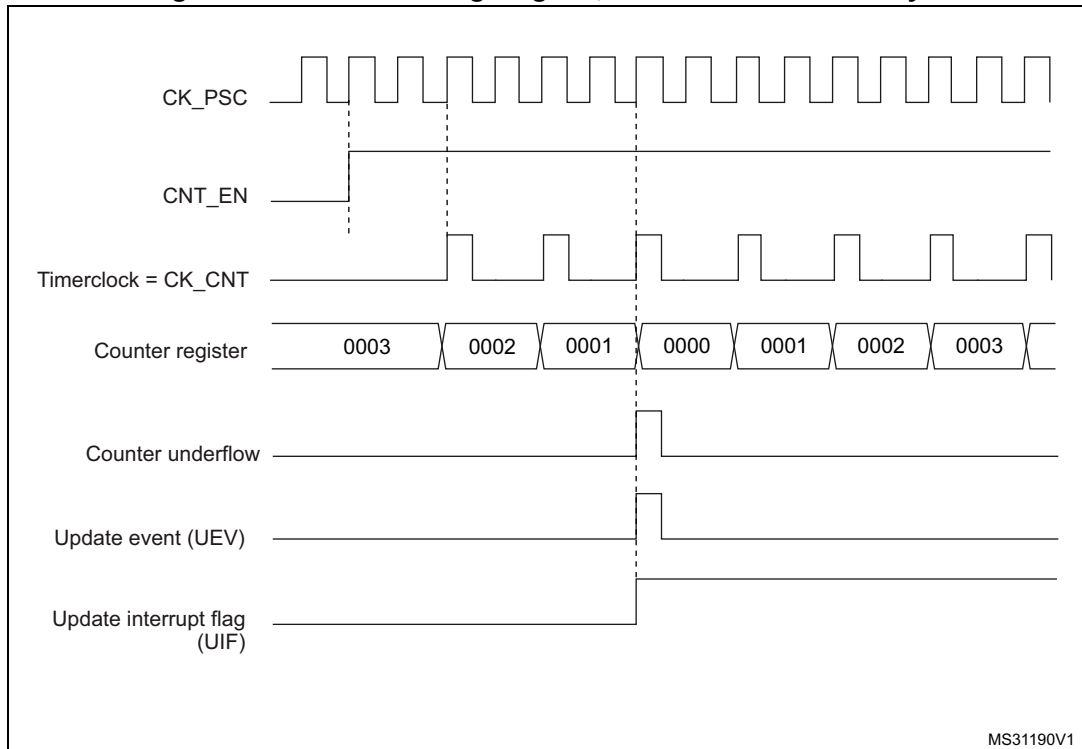 CK_PSC
CNT_EN
Timerclock = CK_CNT
Counter register 0003 0002 0001 0000 0001 0002 0003
Counter underflow
Update event (UEV)
Update interrupt flag
(UIF)
MS31190V1